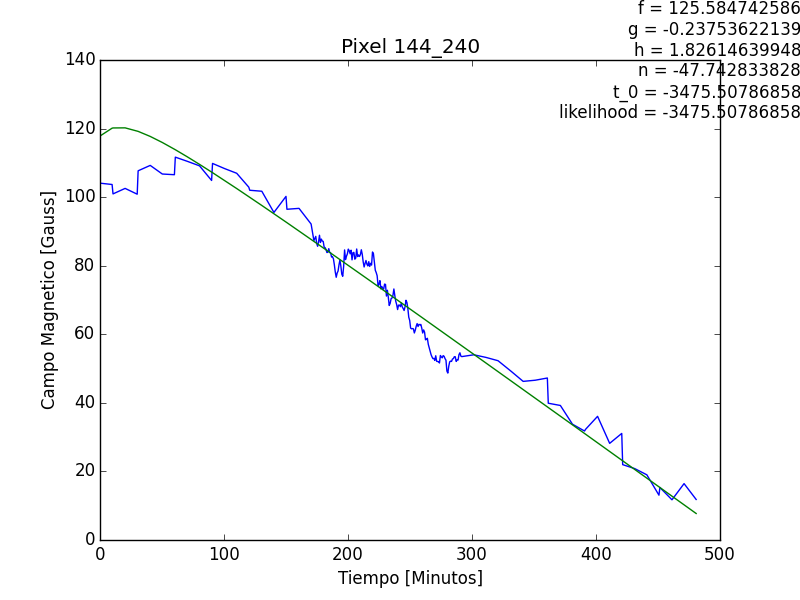 f = 125.584742586
g = -0.23753622139
Pixel 144_240
h = 1.82614639948
n = -47.742833828
t_0 = -3475.50786858
likelihood = -3475.50786858
140
120
100
80
60
40
20
0
Campo Magnetico [Gauss]
0 100 200 300 400 500
Tiempo [Minutos]